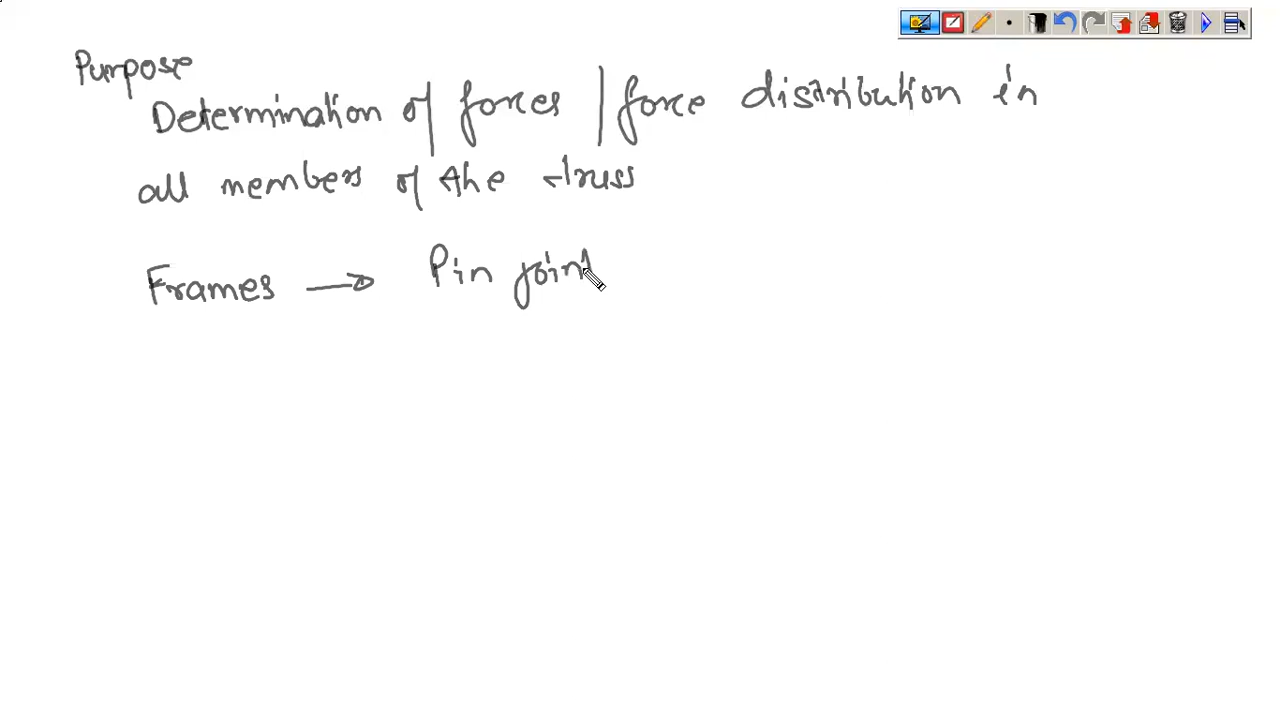 Purpose
Determination of forces | force distribution in
all members of the truss
Frames → Pin joint